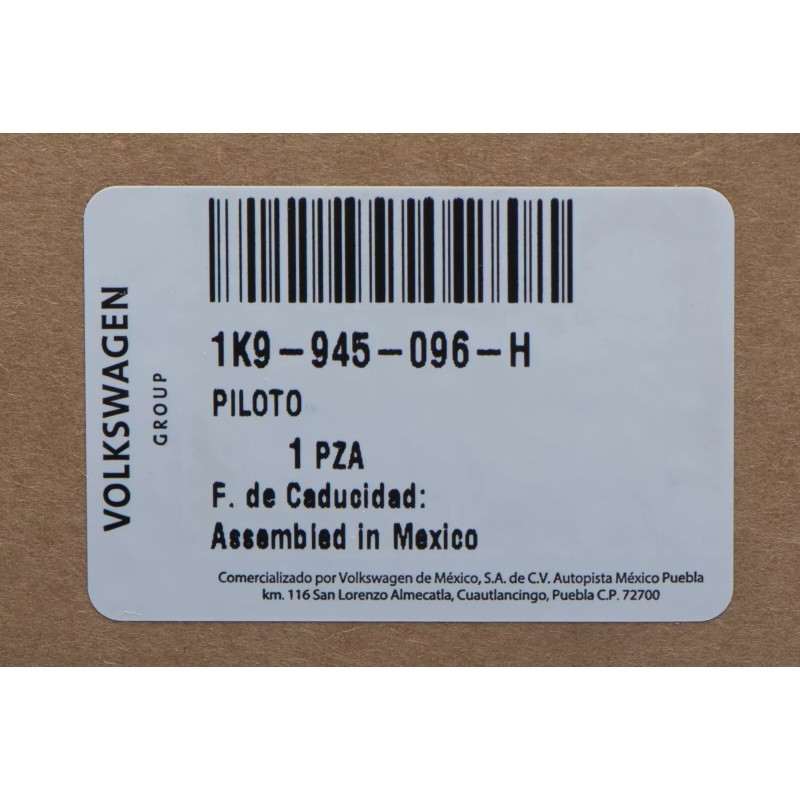 VOLKSWAGEN
GROUP
1K9-945-096-H
PILOTO
1 PZA
F. de Caducidad:
Assembled in Mexico
Comercializado por Volkswagen de México, S.A. de C.V. Autopista México Puebla
km. 116 San Lorenzo Almecatla, Cuautlancingo, Puebla C.P. 72700